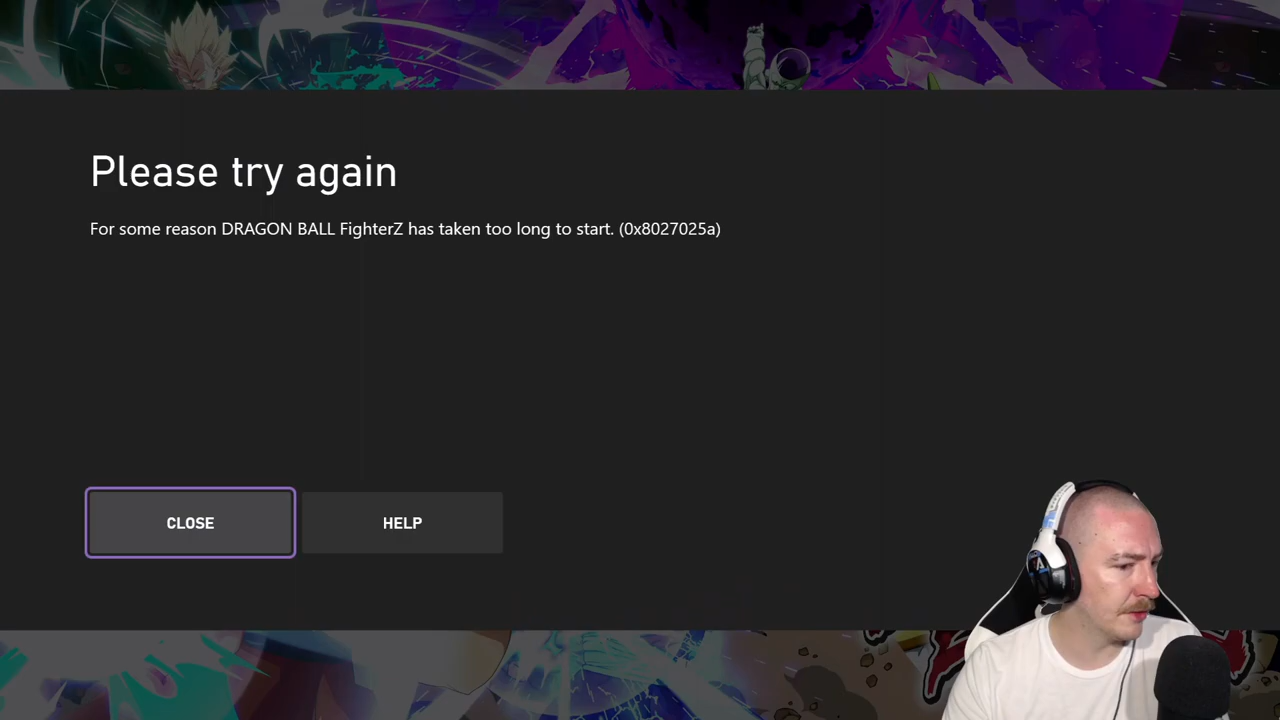 Please try again
For some reason DRAGON BALL FighterZ has taken too long to start. (0x8027025a)
CLOSE
HELP